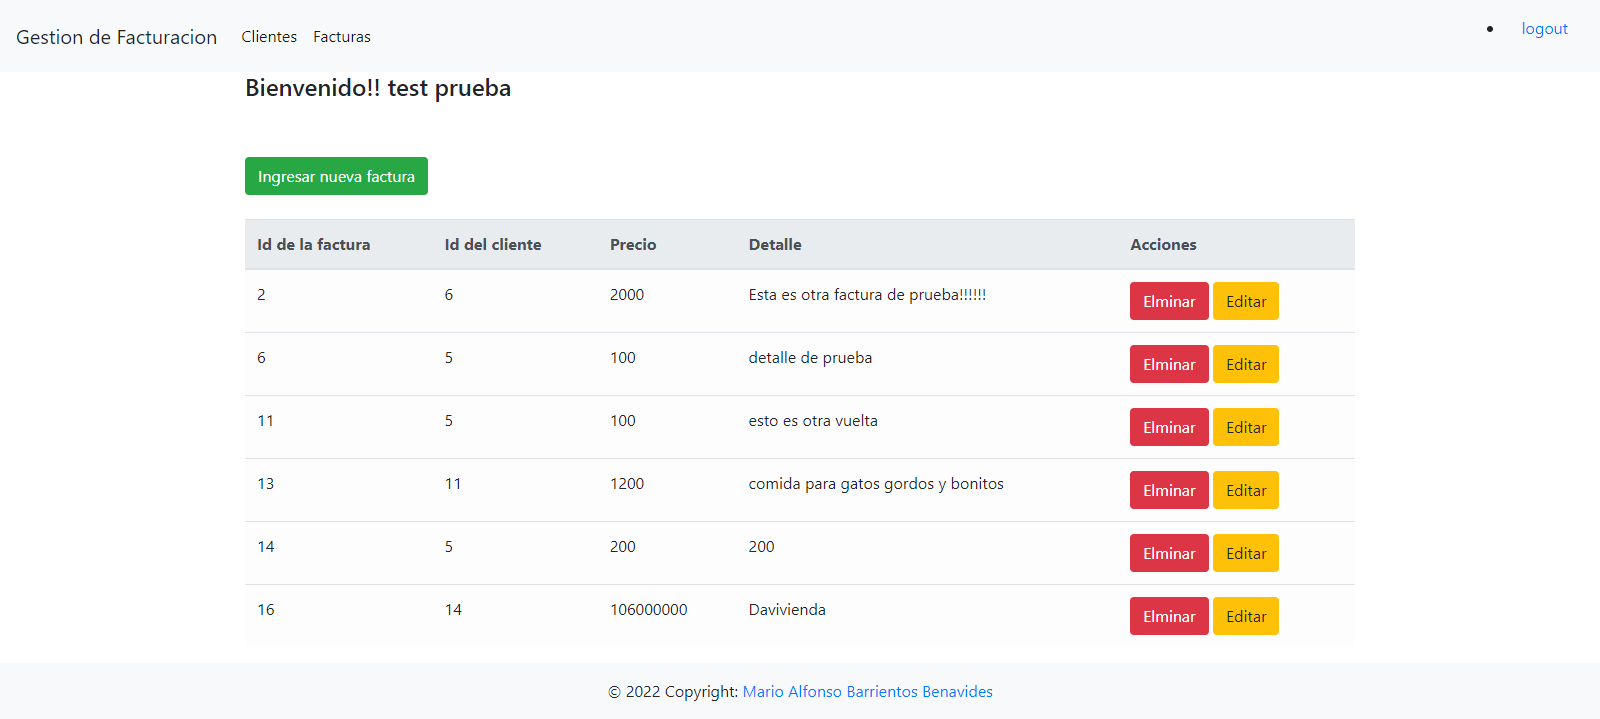 Gestion de Facturacion Clientes Facturas • logout
Bienvenido!! test prueba
Ingresar nueva factura
Id de la factura Id del cliente Precio Detalle Acciones
2 6 2000 Esta es otra factura de prueba!!!!!! Elminar Editar
6 5 100 detalle de prueba Elminar Editar
11 5 100 esto es otra vuelta Elminar Editar
13 11 1200 comida para gatos gordos y bonitos Elminar Editar
14 5 200 200 Elminar Editar
16 14 106000000 Davivienda Elminar Editar
© 2022 Copyright: Mario Alfonso Barrientos Benavides